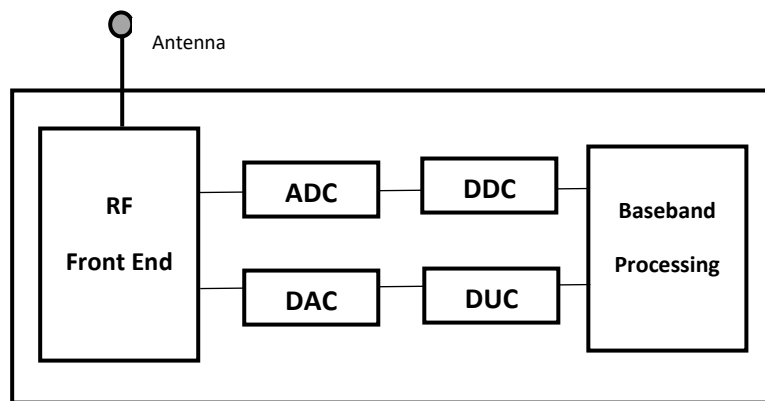 Antenna
RF
Front End
ADC
DDC
DAC
DUC
Baseband
Processing